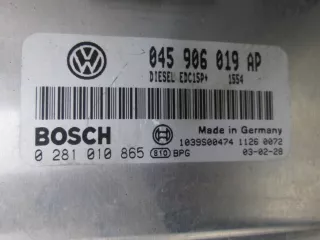 045 906 019 AP
DIESEL EDC15P+ 1554
BOSCH
Made in Germany
1039S00474 1126 0072
0 281 010 865 BPG 03-02-28